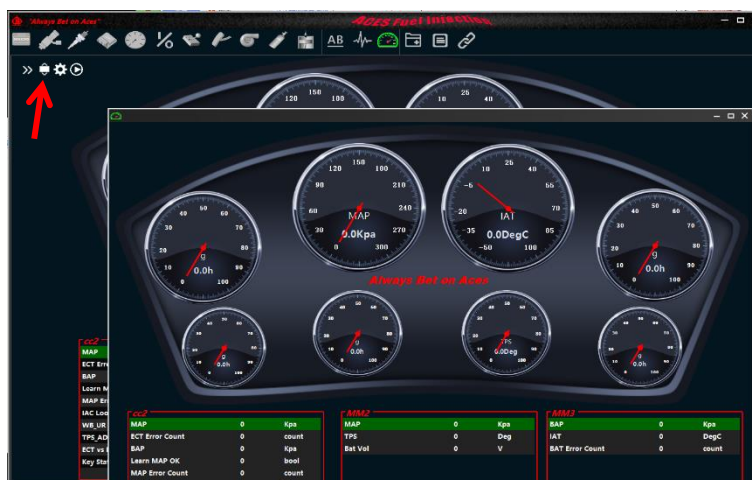 "Always Bet on Aces"
ACES Fuel Injection
AB
120 150 180
10 25 40
40 50 60
30 70
20 80
10 90
0 100
g
0.0h
120 150 180
90 210
60 240
30 270
0 300
MAP
0.0Kpa
10 25 40
-5 55
-20 70
-35 85
-50 100
IAT
0.0DegC
40 50 60
30 70
20 80
10 90
0 100
g
0.0h
Always Bet on Aces
g
0.0h
g
0.0h
TPS
0.0Deg
g
0.0h
cc2
MAP
ECT Erro
BAP
Learn M
MAP Err
IAC Loo
WB_UR
TPS_AD
ECT vs
Key Stat
cc2
MAP 0 Kpa
ECT Error Count 0 count
BAP 0 Kpa
Learn MAP OK 0 bool
MAP Error Count 0 count
MM2
MAP 0 Kpa
TPS 0 Deg
Bat Vol 0 V
MM3
BAP 0 Kpa
IAT 0 DegC
BAT Error Count 0 count